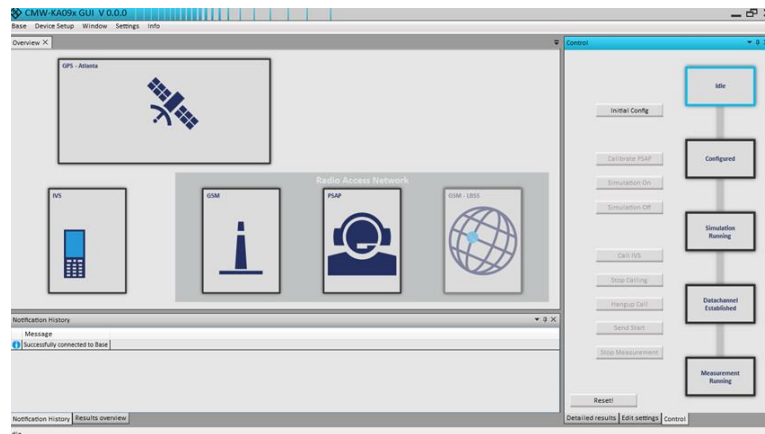 CMW-KA09x GUI V 0.0.0
Base Device Setup Window Settings Info
Overview X
GPS - Atlanta
IVS
Radio Access Network
GSM
PSAP
GSM - LBSS
Notification History
Message
Successfully connected to Base
Notification History Results overview
Control
Idle
Initial Config
Configured
Calibrate PSAP
Simulation On
Simulation Off
Simulation
Running
Call IVS
Stop Calling
Hangup Call
Datachannel
Established
Send Start
Stop Measurement
Measurement
Running
Reset!
Detailed results Edit settings Control